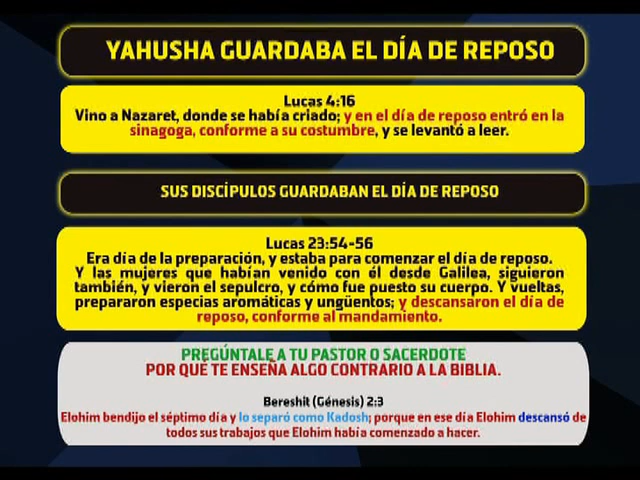 YAHUSHA GUARDABA EL DÍA DE REPOSO
Lucas 4:16
Vino a Nazaret, donde se había criado; y en el día de reposo entró en la
sinagoga, conforme a su costumbre, y se levantó a leer.
SUS DISCÍPULOS GUARDABAN EL DÍA DE REPOSO
Lucas 23:54-56
Era día de la preparación, y estaba para comenzar el día de reposo.
Y las mujeres que habían venido con él desde Galilea, siguieron
también, y vieron el sepulcro, y cómo fue puesto su cuerpo. Y vueltas,
prepararon especias aromáticas y ungüentos; y descansaron el día de
reposo, conforme al mandamiento.
PREGÚNTALE A TU PASTOR O SACERDOTE
POR QUÉ TE ENSEÑA ALGO CONTRARIO A LA BIBLIA.
Bereshit (Génesis) 2:3
Elohim bendijo el séptimo día y lo separó como Kadosh; porque en ese día Elohim descansó de
todos sus trabajos que Elohim había comenzado a hacer.